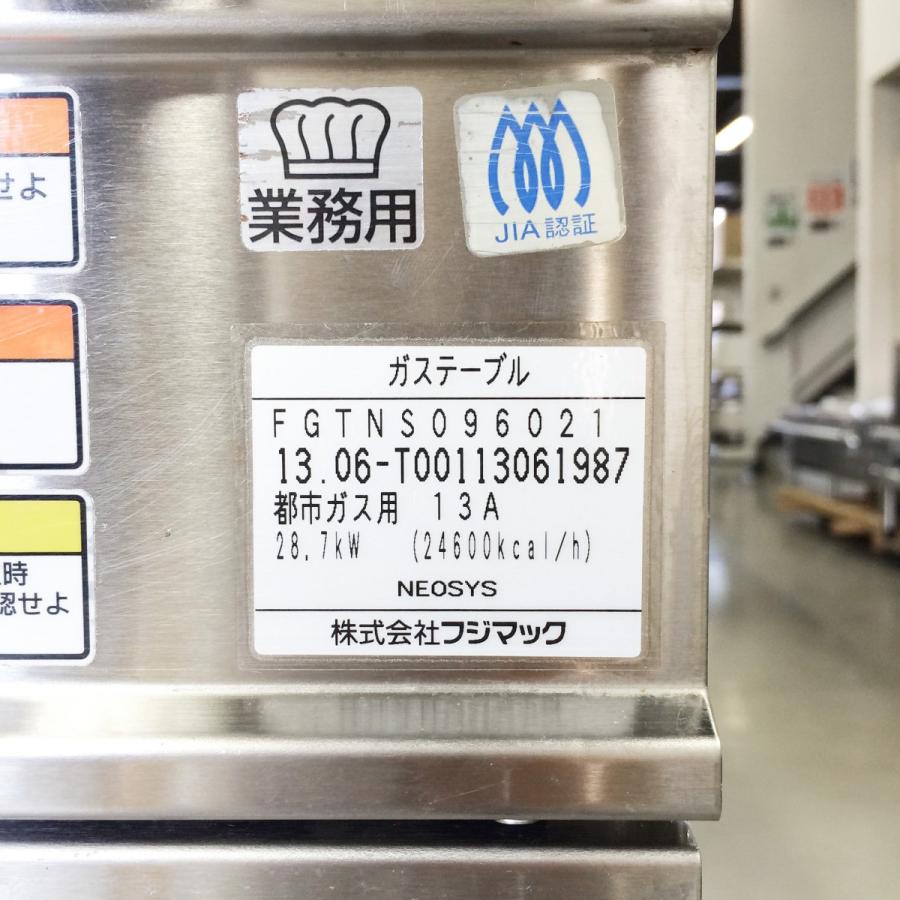 せよ
業務用
JIA認証
ガステーブル
FGTNS096021
13.06-T00113061987
都市ガス用 13A
28.7kW (24600kcal/h)
NEOSYS
株式会社フジマック
時
認せよ